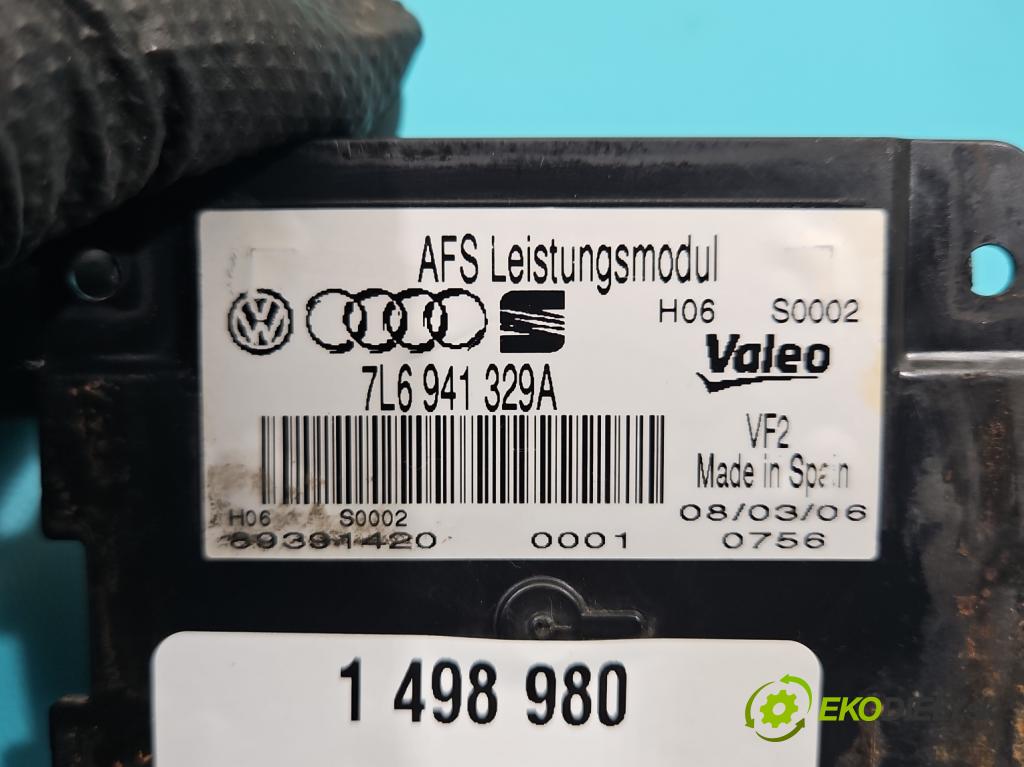 AFS Leistungsmodul
H06 S0002
Valeo
7L6 941 329A
VF2
Made in Spain
08/03/06
H06 S0002
89391420 0001 0756
1 498 980